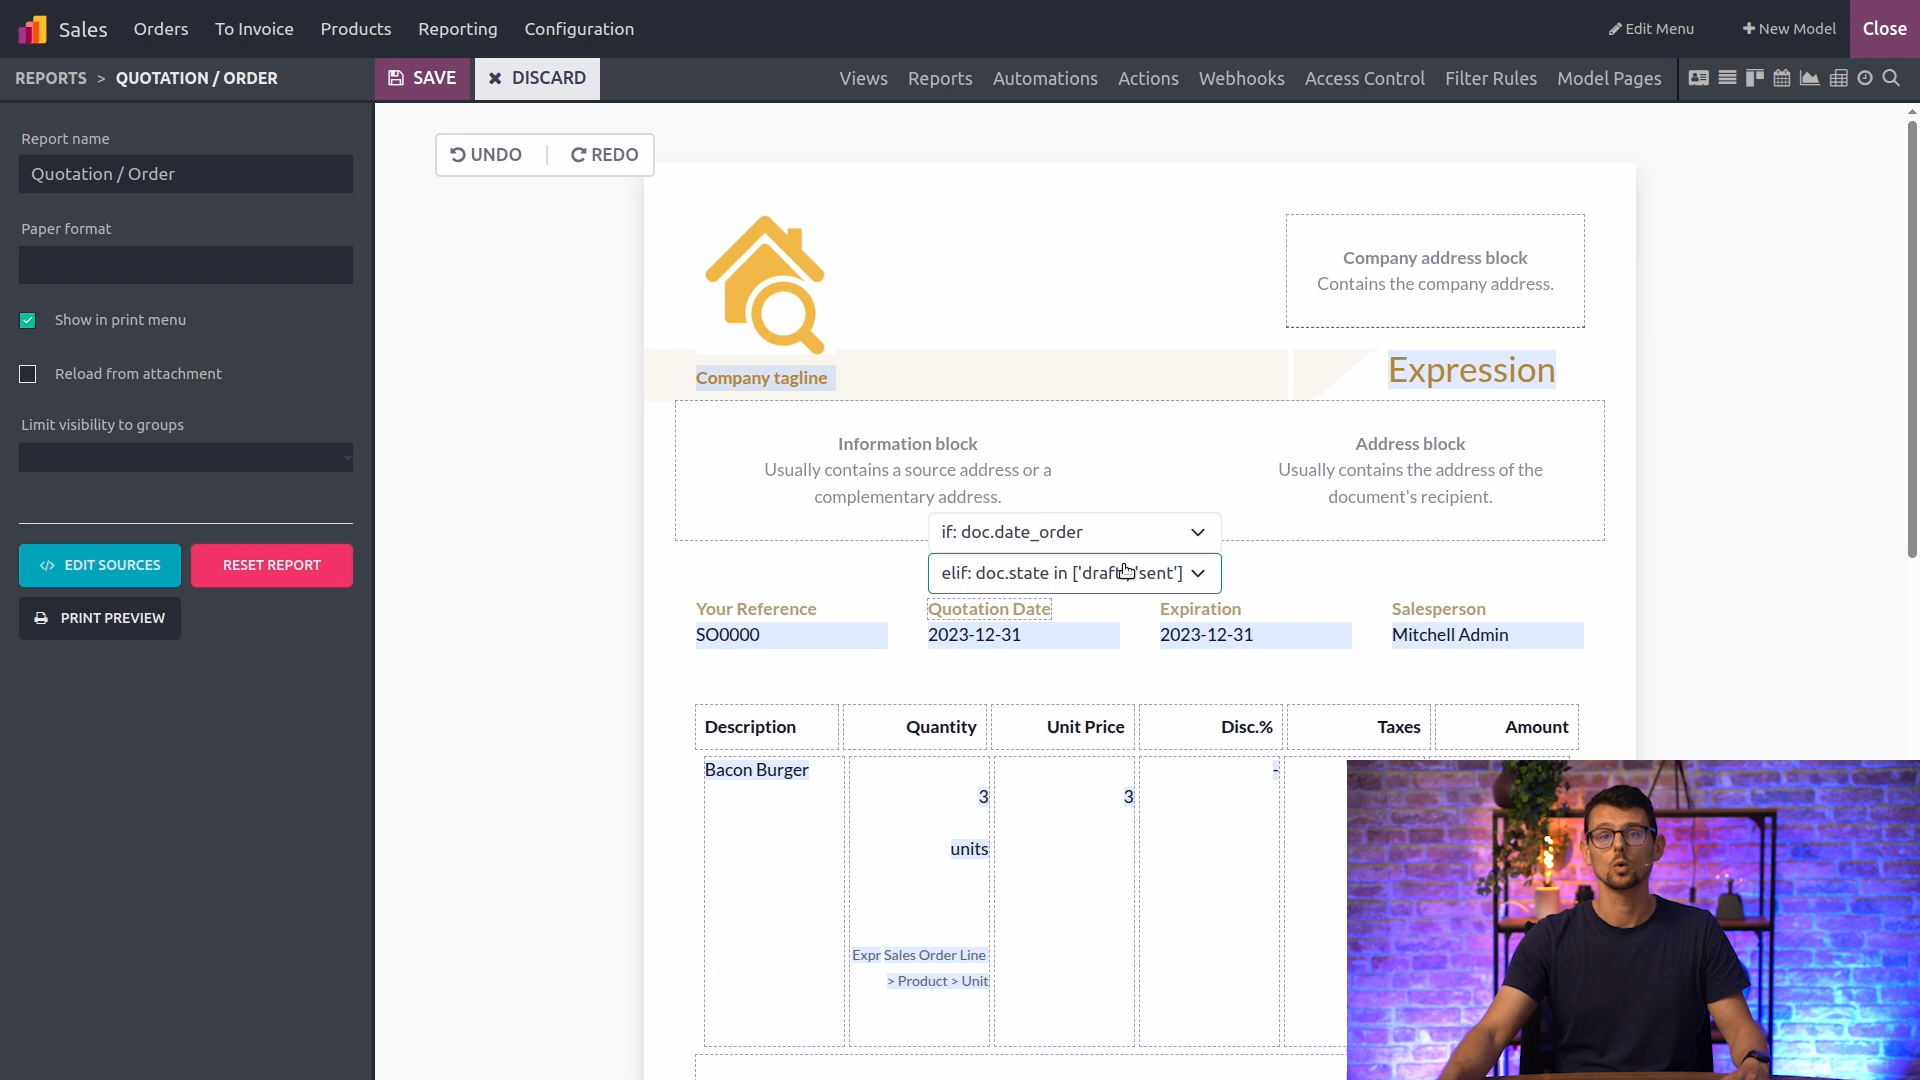 Sales Orders To Invoice Products Reporting Configuration Edit Menu New Model Close
REPORTS > QUOTATION / ORDER SAVE DISCARD Views Reports Automations Actions Webhooks Access Control Filter Rules Model Pages
Report name
Quotation / Order
Paper format
Show in print menu
Reload from attachment
Limit visibility to groups
</> EDIT SOURCES RESET REPORT
PRINT PREVIEW
UNDO REDO
Company address block
Contains the company address.
Company tagline Expression
Information block
Usually contains a source address or a
complementary address.
Address block
Usually contains the address of the
document's recipient.
if: doc.date_order
elif: doc.state in ['draft', 'sent']
Your Reference Quotation Date Expiration Salesperson
SO0000 2023-12-31 2023-12-31 Mitchell Admin
Description Quantity Unit Price Disc.% Taxes Amount
Bacon Burger -
3 3
units
Expr Sales Order Line
> Product > Unit